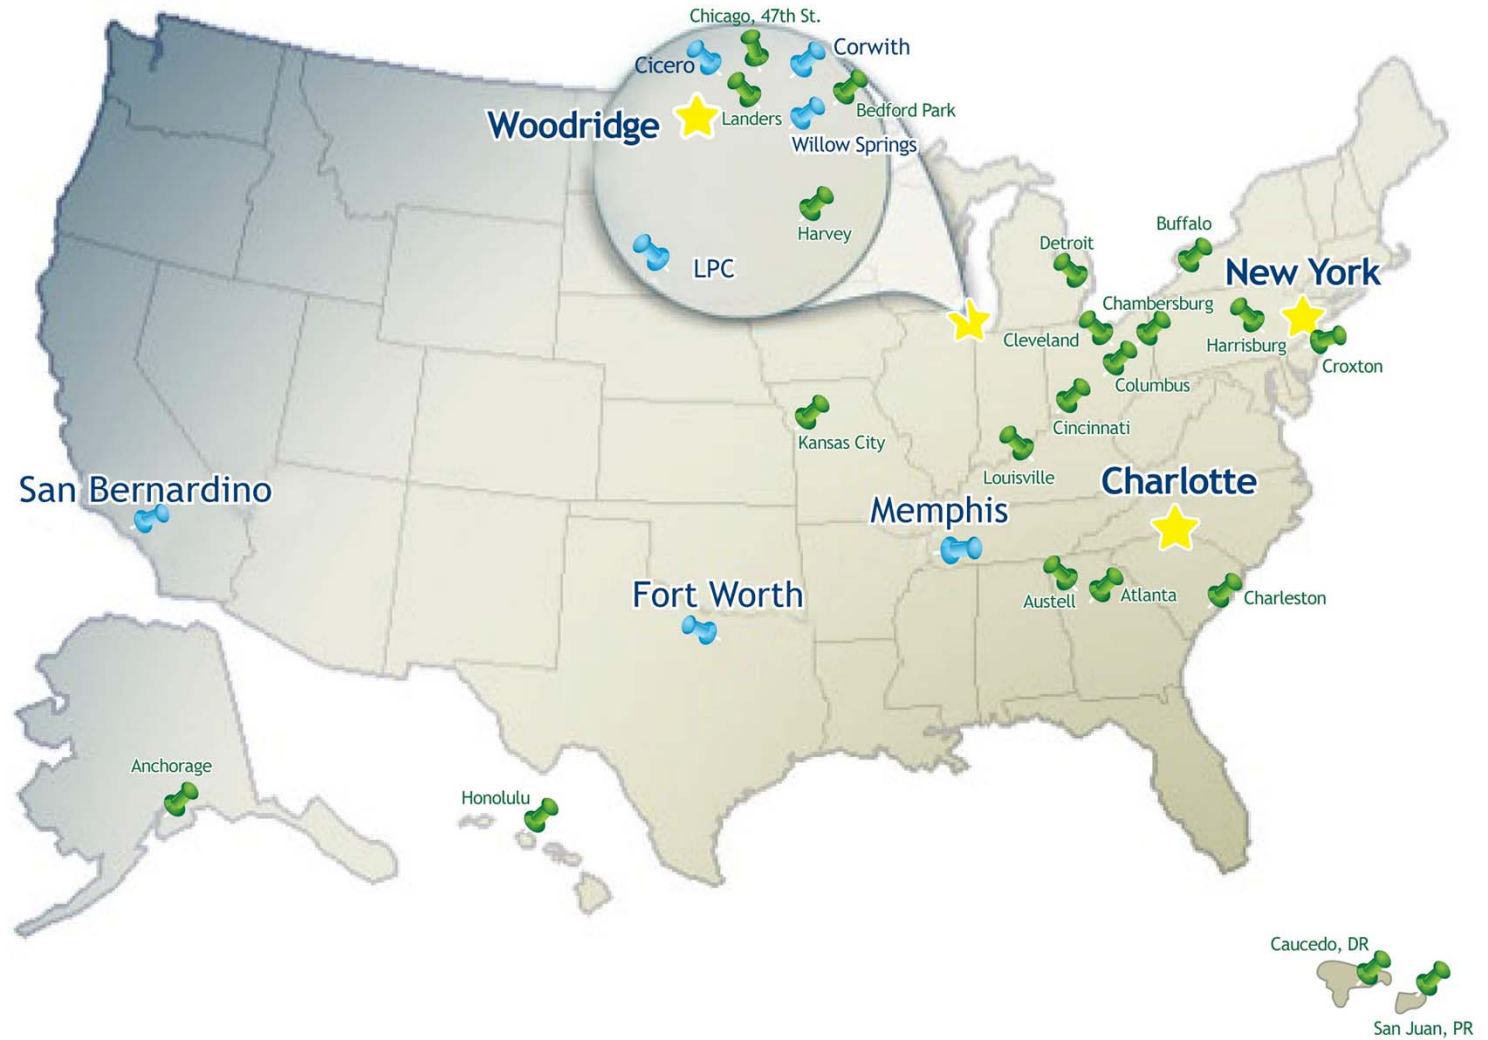 Chicago, 47th St.
Cicero
Corwith
Woodridge
Landers
Bedford Park
Willow Springs
Harvey
LPC
Detroit
Buffalo
New York
Chambersburg
Cleveland
Harrisburg
Croxton
Columbus
Kansas City
Cincinnati
Louisville
San Bernardino
Charlotte
Memphis
Fort Worth
Austell
Atlanta
Charleston
Anchorage
Honolulu
Caucedo, DR
San Juan, PR